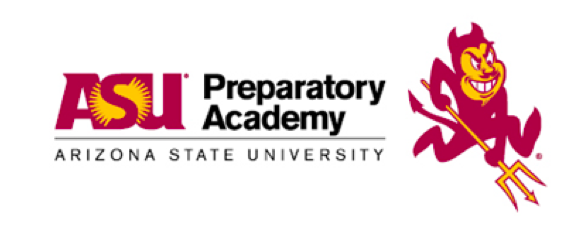 ASU Preparatory
Academy
ARIZONA STATE UNIVERSITY